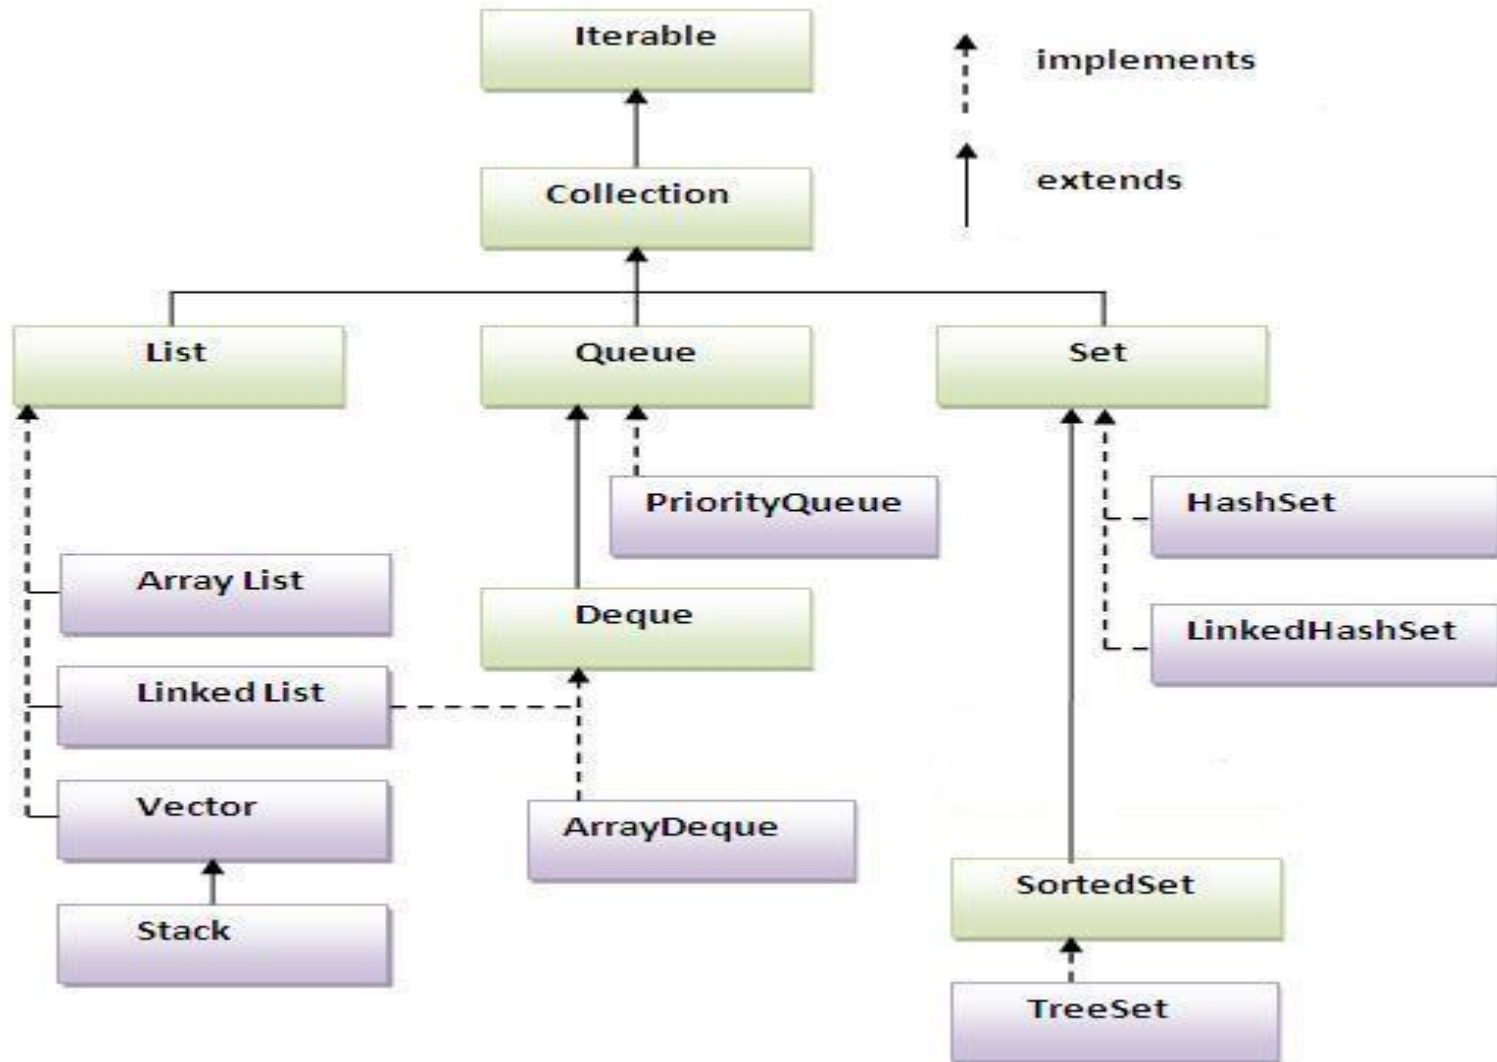 Iterable
implements
extends
Collection
List
Queue
Set
PriorityQueue
HashSet
Array List
Deque
LinkedHashSet
Linked List
Vector
ArrayDeque
SortedSet
Stack
TreeSet